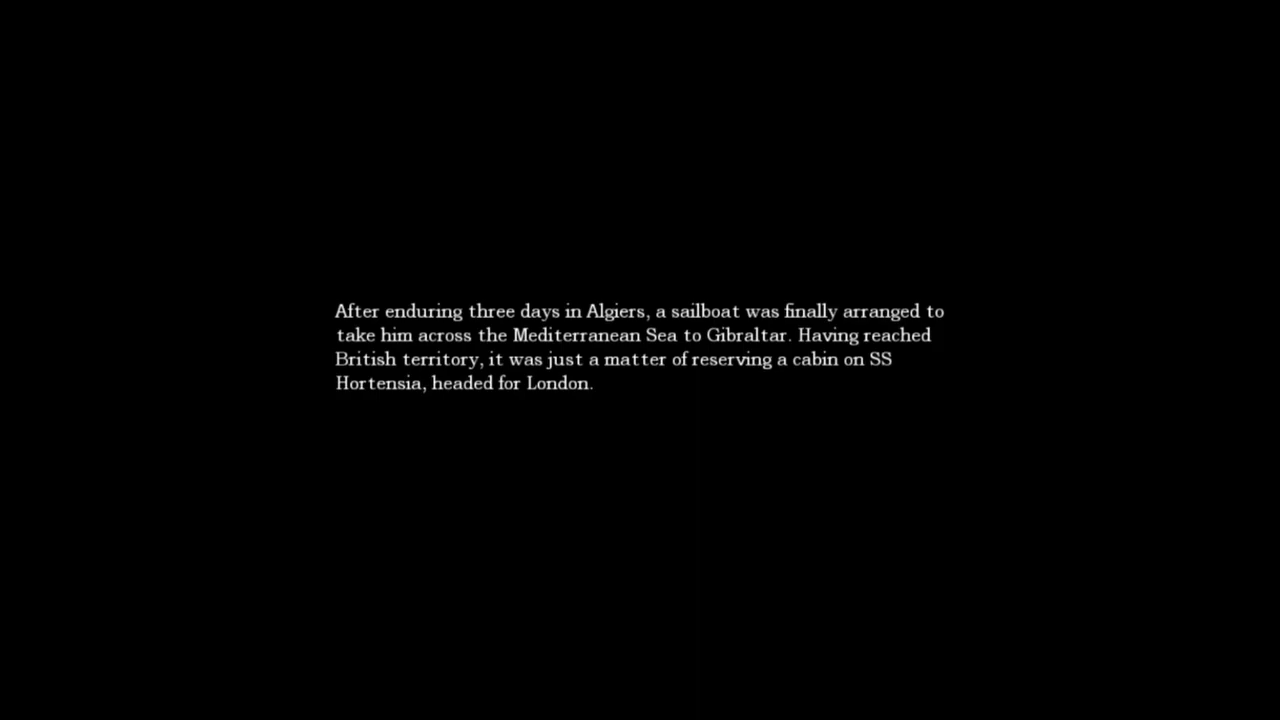 After enduring three days in Algiers, a sailboat was finally arranged to
take him across the Mediterranean Sea to Gibraltar. Having reached
British territory, it was just a matter of reserving a cabin on SS
Hortensia, headed for London.